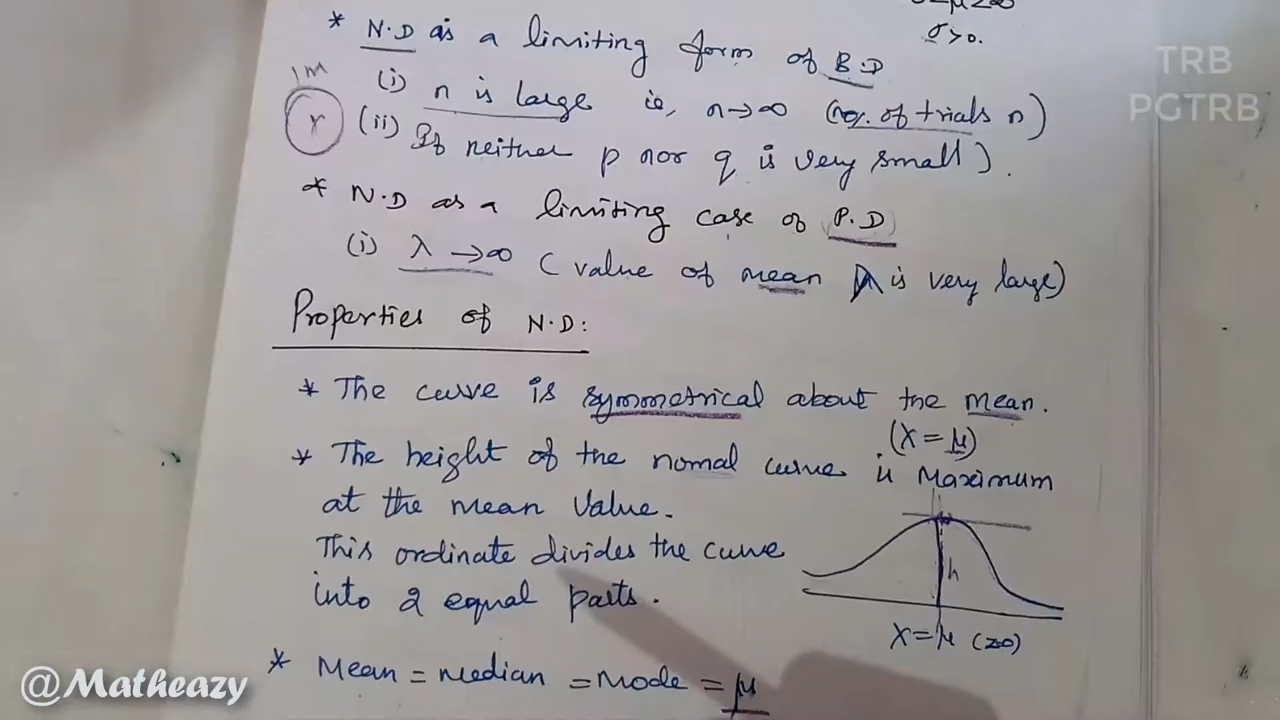 σ>0.
* N.D as a limiting form of B.D
1M
(i) n is large ie, n→∞ (no. of trials n)
r
(ii) If neither p nor q is very small).
* N.D as a limiting case of P.D
(i) λ→∞ (value of mean λ is very large)
Properties of N.D:
* The curve is symmetrical about the mean.
(X=μ)
* The height of the nomal curve is Maximum
at the mean Value.
This ordinate divides the curve
into 2 equal parts.
h
X=μ (z=0)
* Mean = median = Mode = μ
TRB
PGTRB
@Matheazy